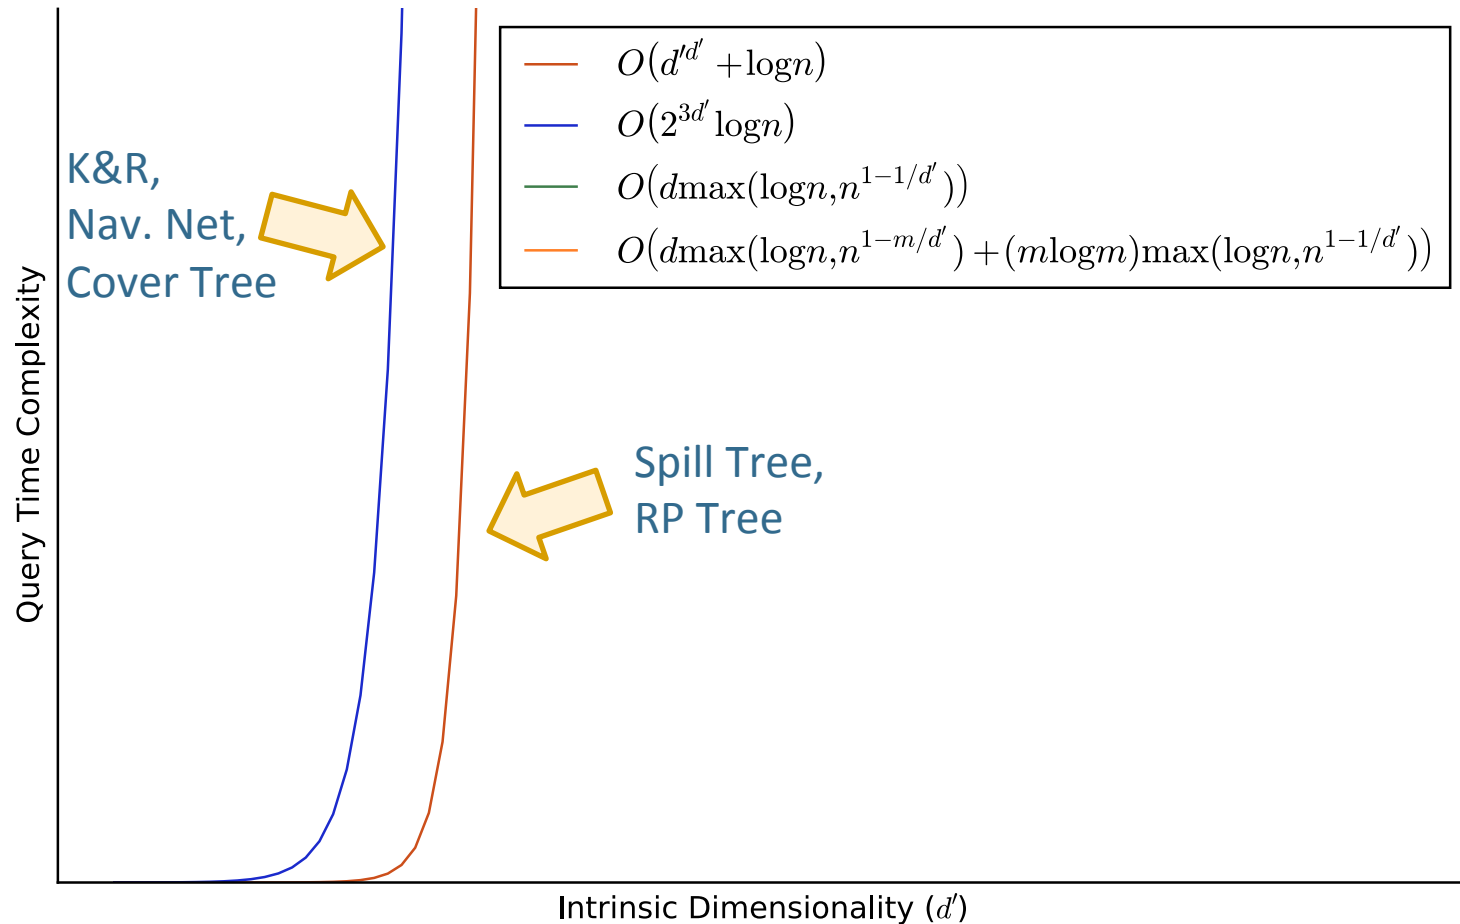 O(d′^d′ + log n)
O(2^3d′ log n)
O(d max(log n, n^1−1/d′))
O(d max(log n, n^1−m/d′) + (m log m) max(log n, n^1−1/d′))
K&R,
Nav. Net,
Cover Tree
Spill Tree,
RP Tree
Query Time Complexity
Intrinsic Dimensionality (d′)